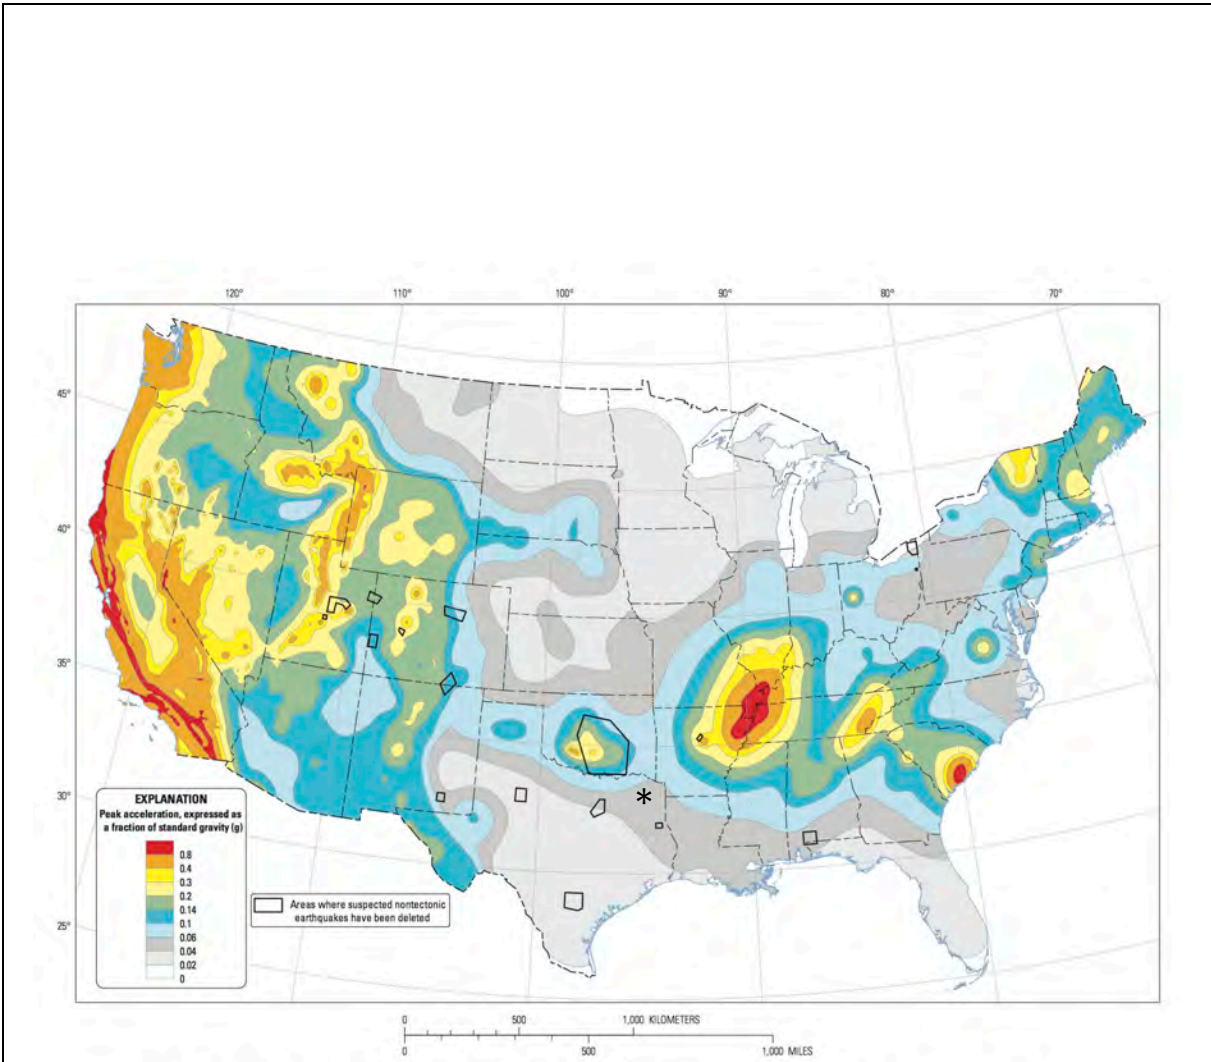 120° 110° 100° 90° 80° 70°
45°
40°
35°
30°
25°
*
EXPLANATION
Peak acceleration, expressed as
a fraction of standard gravity (g)
0.8
0.4
0.3
0.2
0.14
0.1
0.06
0.04
0.02
0
Areas where suspected nontectonic
earthquakes have been deleted
0 500 1,000 KILOMETERS
0 500 1,000 MILES